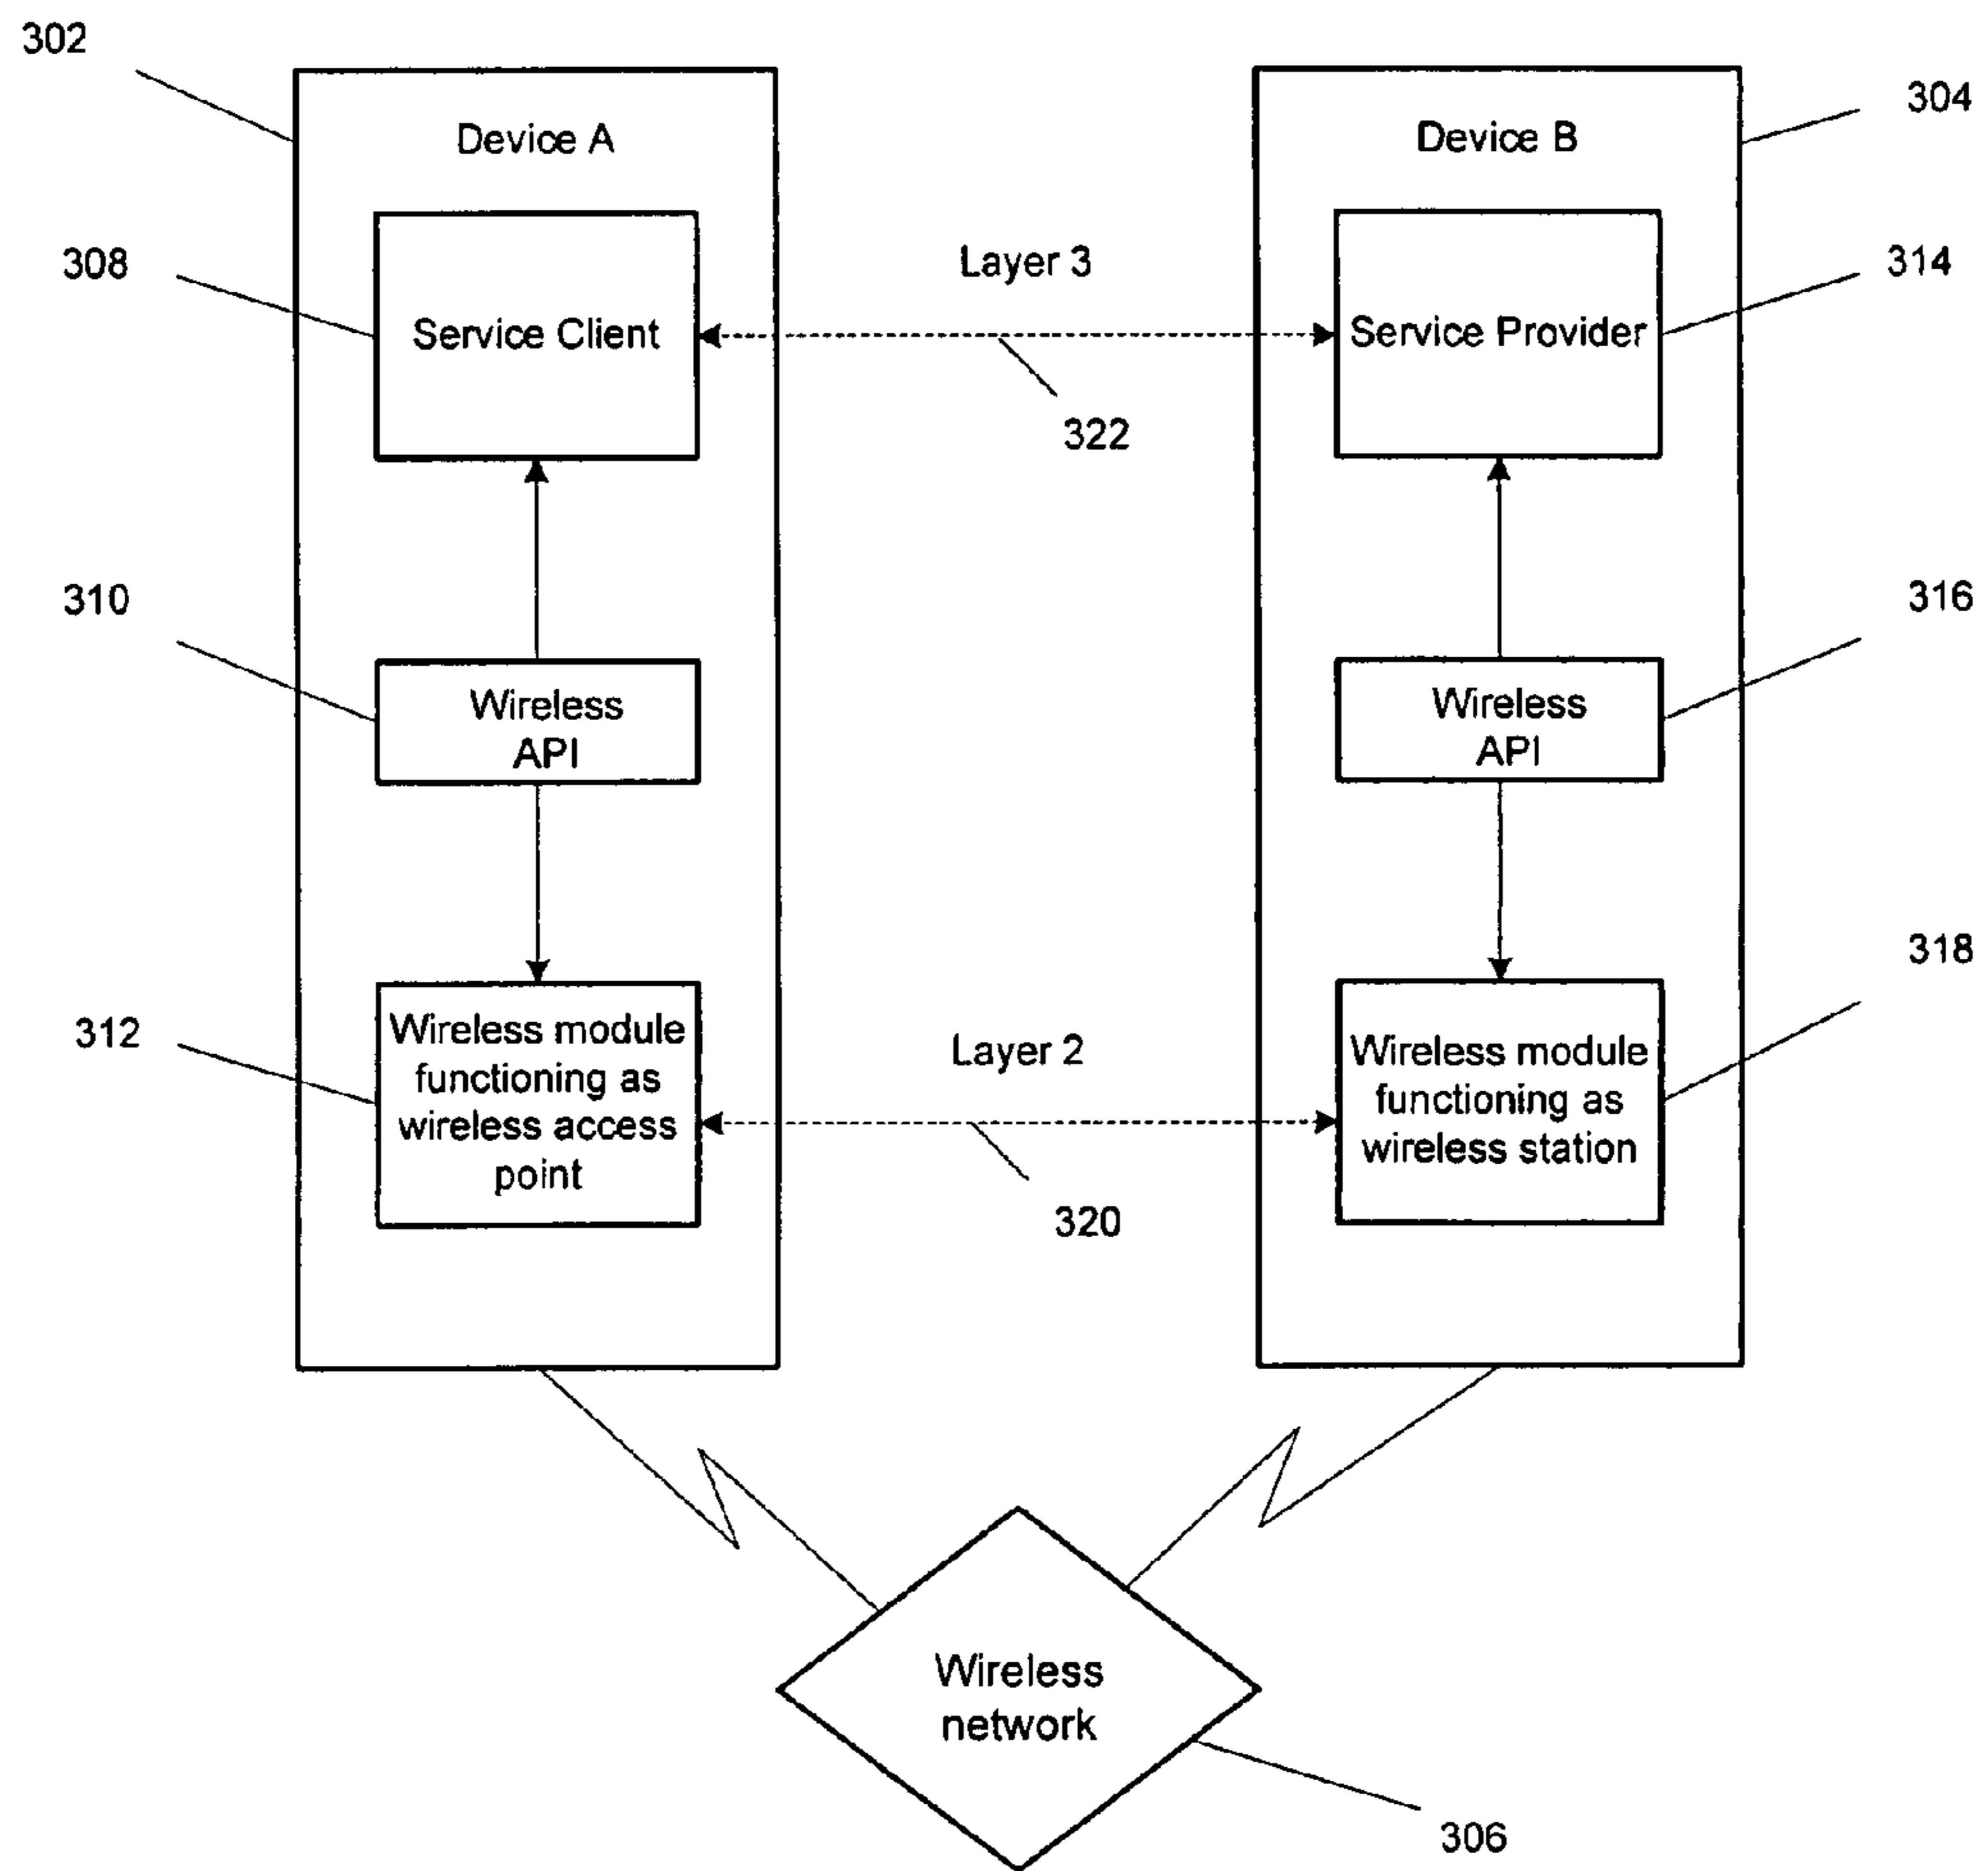 302
304
Device A
Device B
308
Layer 3
314
Service Client
Service Provider
322
310
316
Wireless
API
Wireless
API
318
312
Wireless module
functioning as
wireless access
point
Layer 2
Wireless module
functioning as
wireless station
320
Wireless
network
306